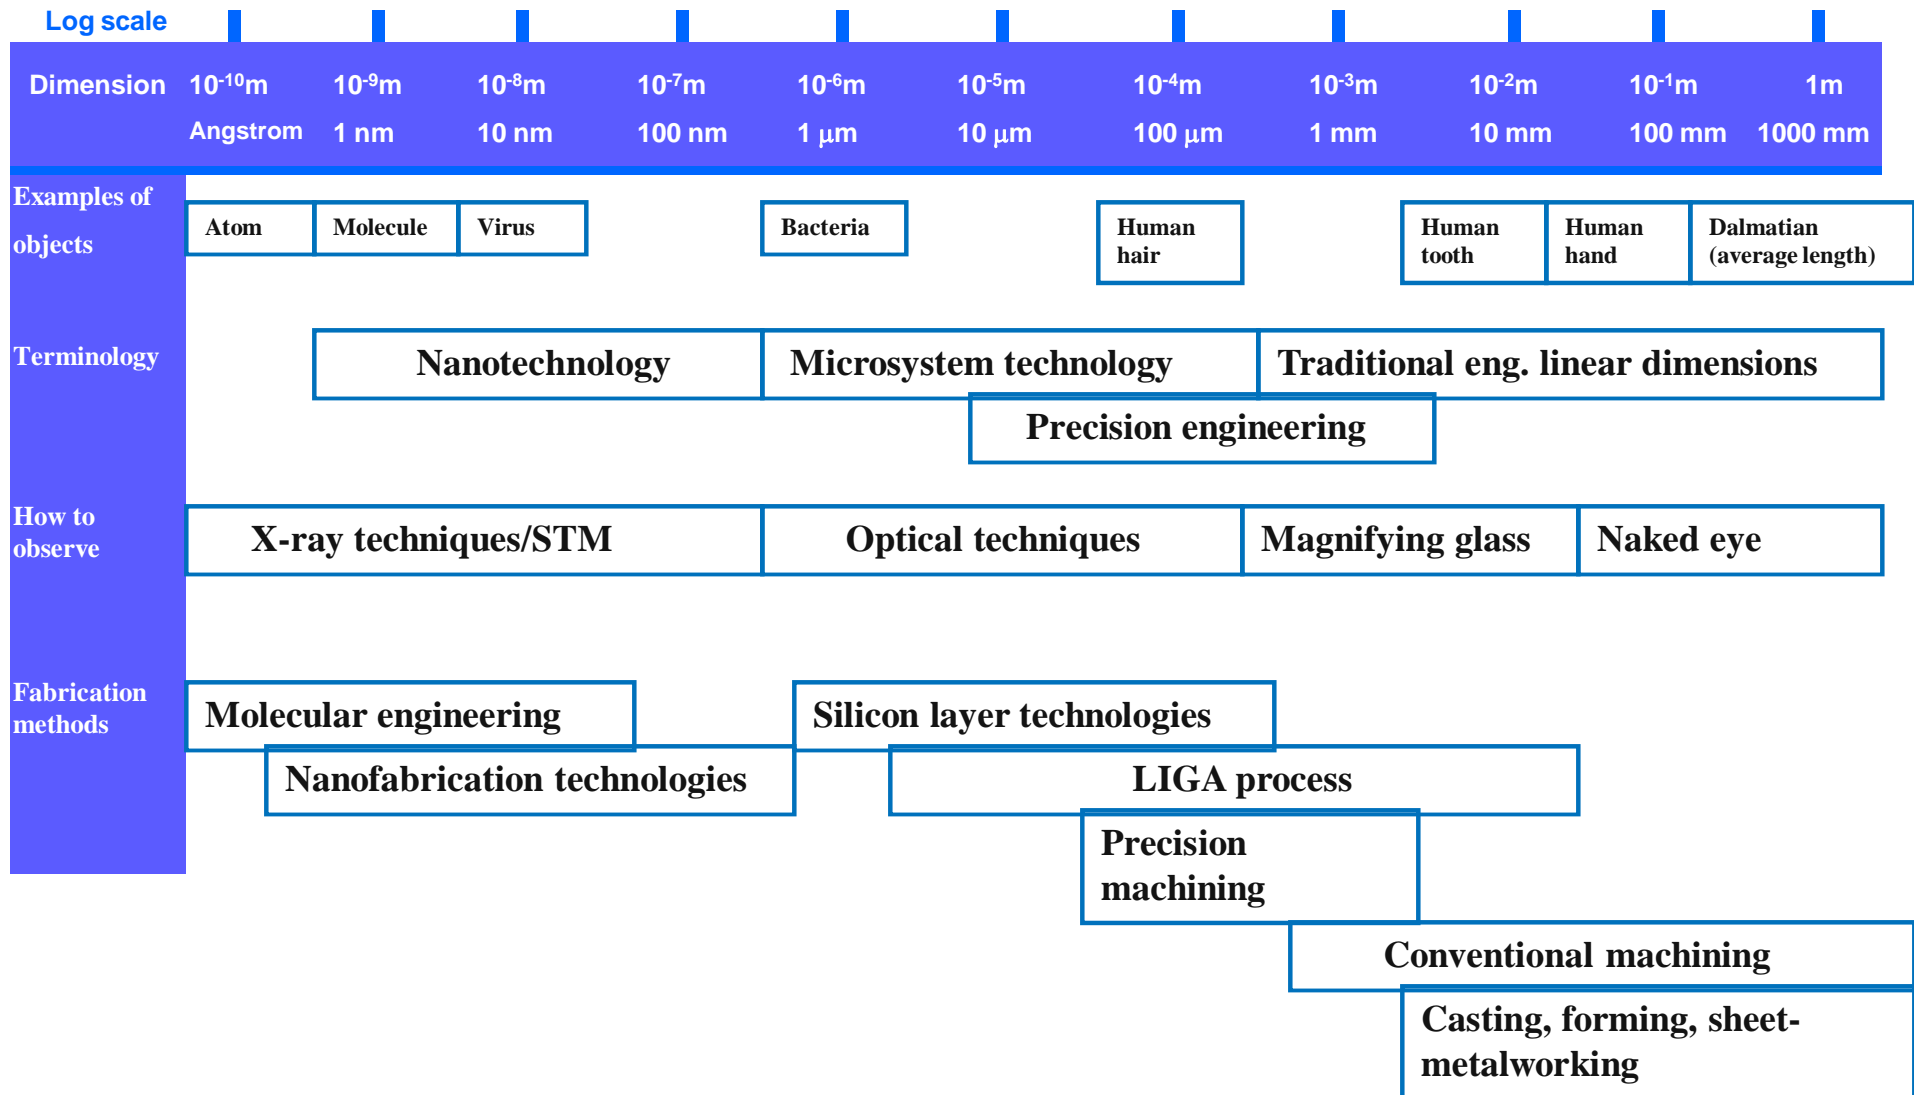 Log scale
Dimension 10⁻¹⁰m 10⁻⁹m 10⁻⁸m 10⁻⁷m 10⁻⁶m 10⁻⁵m 10⁻⁴m 10⁻³m 10⁻²m 10⁻¹m 1m
Angstrom 1 nm 10 nm 100 nm 1 μm 10 μm 100 μm 1 mm 10 mm 100 mm 1000 mm
Examples of
objects
Atom Molecule Virus Bacteria
Human
hair
Human
tooth
Human
hand
Dalmatian
(average length)
Terminology
Nanotechnology Microsystem technology Traditional eng. linear dimensions
Precision engineering
How to
observe
X-ray techniques/STM Optical techniques Magnifying glass Naked eye
Fabrication
methods
Molecular engineering Silicon layer technologies
Nanofabrication technologies LIGA process
Precision
machining
Conventional machining
Casting, forming, sheet-
metalworking